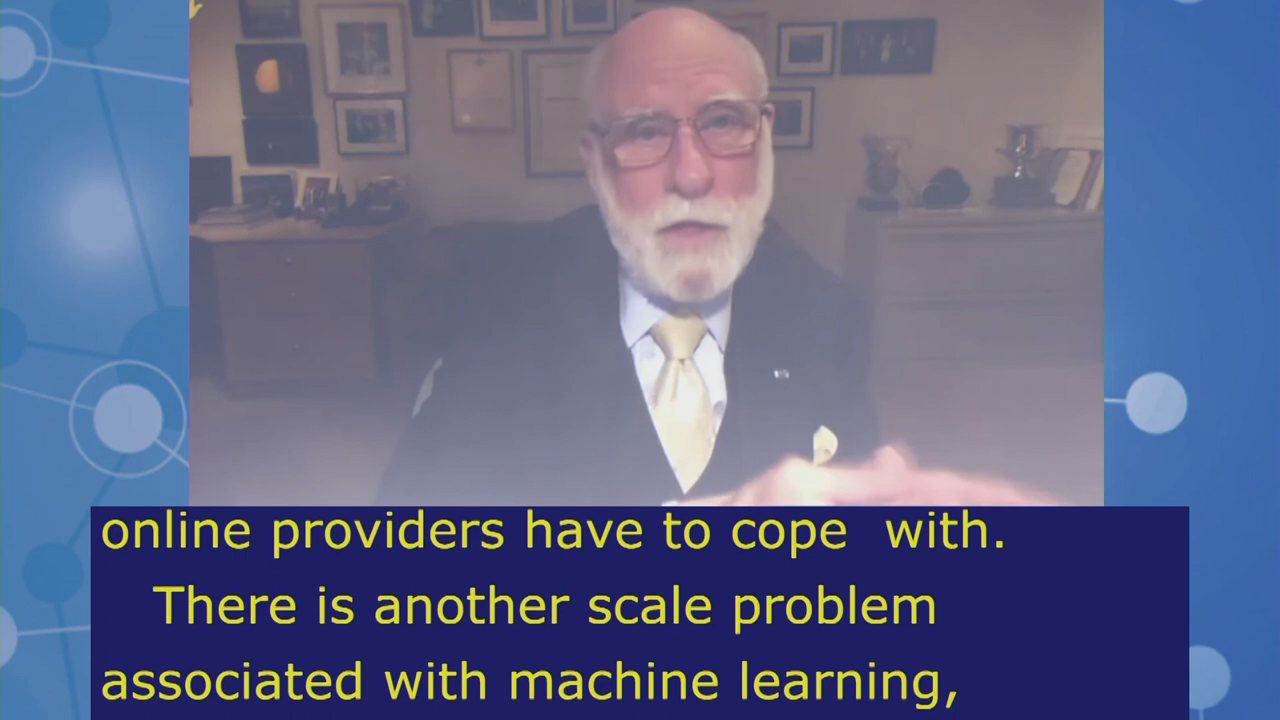 online providers have to cope  with.
There is another scale problem
associated with machine learning,